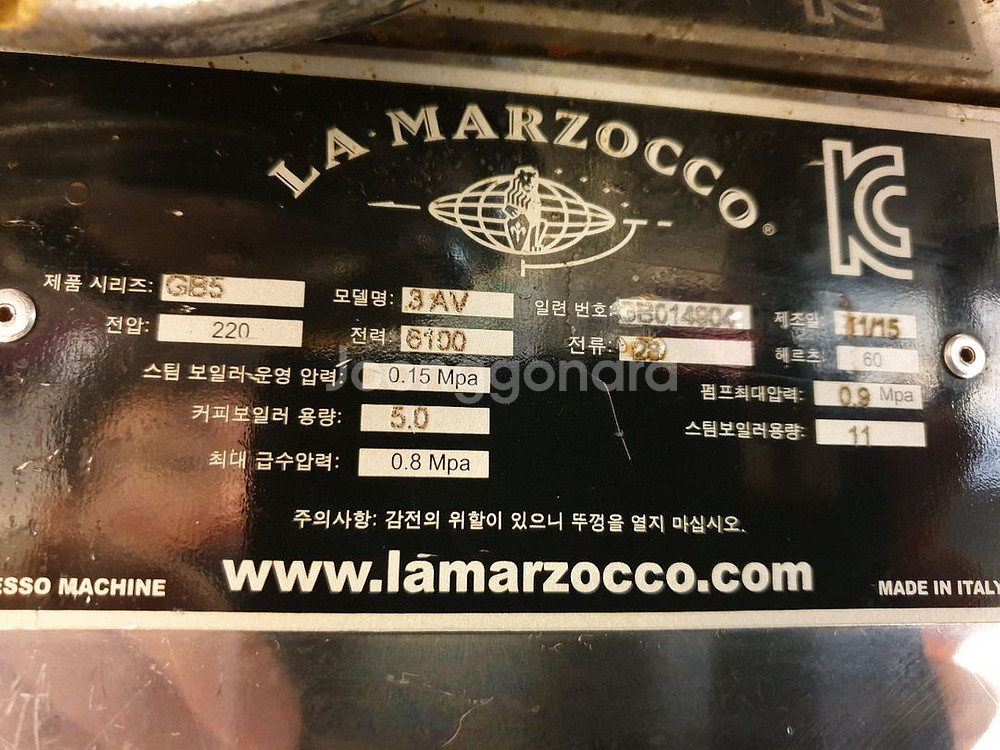 LA MARZOCCO®
제품 시리즈: GB5 모델명: 3 AV 일련 번호: GB014904 제조일 11/15
전압: 220 전력: 6100 전류: 헤르츠 60
스팀 보일러 운영 압력: 0.15 Mpa 펌프최대압력: 0.9 Mpa
커피보일러 용량: 5.0 스팀보일러용량: 11
최대 급수압력: 0.8 Mpa
주의사항: 감전의 위할이 있으니 뚜껑을 열지 마십시오.
ESSO MACHINE www.lamarzocco.com MADE IN ITALY